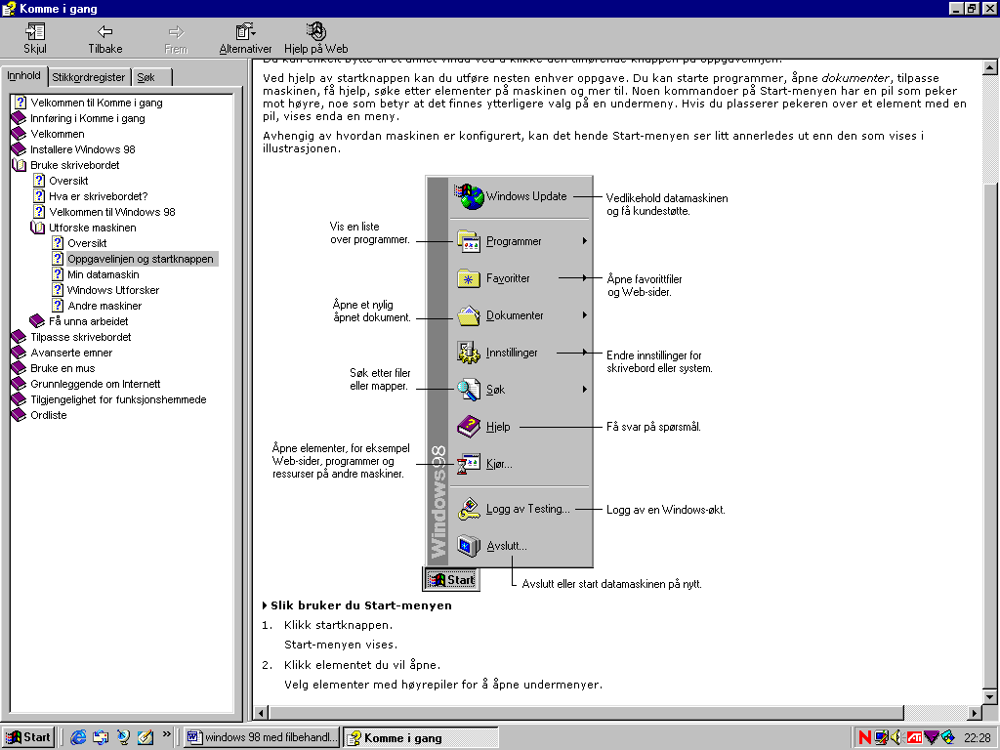 Komme i gang
Skjul
Tilbake
Frem
Alternativer
Hjelp på Web
Innhold
Stikkordregister
Søk
Velkommen til Komme i gang
Innføring i Komme i gang
Velkommen
Installere Windows 98
Bruke skrivebordet
Oversikt
Hva er skrivebordet?
Velkommen til Windows 98
Utforske maskinen
Oversikt
Oppgavelinjen og startknappen
Min datamaskin
Windows Utforsker
Andre maskiner
Få unna arbeidet
Tilpasse skrivebordet
Avanserte emner
Bruke en mus
Grunnleggende om Internett
Tilgjengelighet for funksjonshemmede
Ordliste
Du kan enkelt bytte til et annet vindu ved å klikke den tilhørende knappen på oppgavelinjen.
Ved hjelp av startknappen kan du utføre nesten enhver oppgave. Du kan starte programmer, åpne dokumenter, tilpasse
maskinen, få hjelp, søke etter elementer på maskinen og mer til. Noen kommandoer på Start-menyen har en pil som peker
mot høyre, noe som betyr at det finnes ytterligere valg på en undermeny. Hvis du plasserer pekeren over et element med en
pil, vises enda en meny.
Avhengig av hvordan maskinen er konfigurert, kan det hende Start-menyen ser litt annerledes ut enn den som vises i
illustrasjonen.
Windows Update
Vedlikehold datamaskinen
og få kundestøtte.
Vis en liste
over programmer.
Programmer
Favoritter
Åpne favorittfiler
og Web-sider.
Åpne et nylig
åpnet dokument.
Dokumenter
Innstillinger
Endre innstillinger for
skrivebord eller system.
Søk etter filer
eller mapper.
Søk
Hjelp
Få svar på spørsmål.
Åpne elementer, for eksempel
Web-sider, programmer og
ressurser på andre maskiner.
Kjør...
Logg av Testing...
Logg av en Windows-økt.
Avslutt...
Windows98
Start
Avslutt eller start datamaskinen på nytt.
Slik bruker du Start-menyen
1. Klikk startknappen.
Start-menyen vises.
2. Klikk elementet du vil åpne.
Velg elementer med høyrepiler for å åpne undermenyer.
Start
»
windows 98 med filbehandl...
Komme i gang
N
ATI
22:28